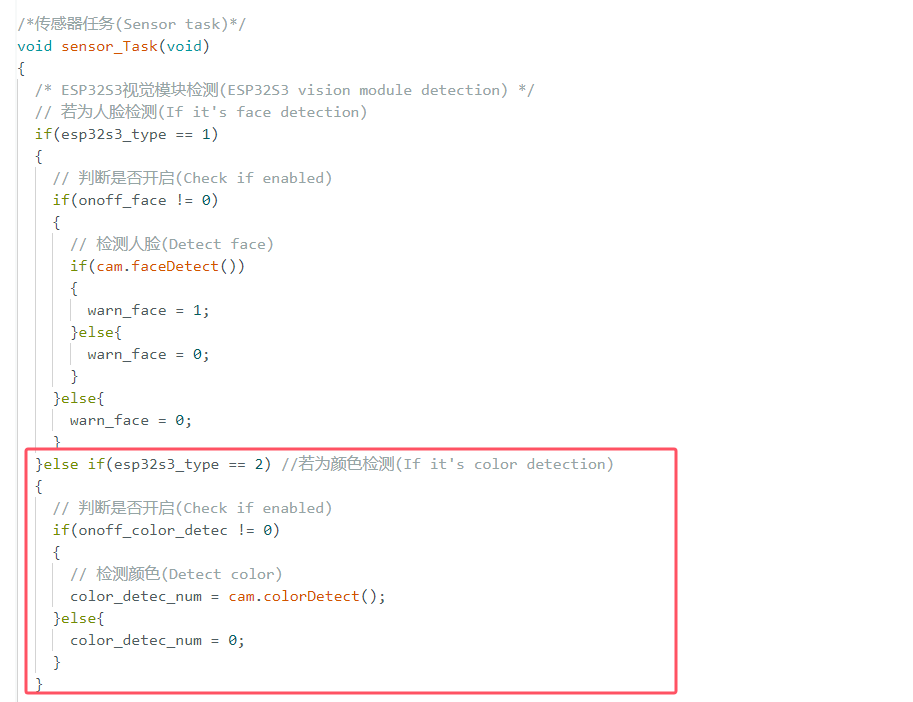 /*传感器任务(Sensor task)*/
void sensor_Task(void)
{
  /* ESP32S3视觉模块检测(ESP32S3 vision module detection) */
  // 若为人脸检测(If it's face detection)
  if(esp32s3_type == 1)
  {
    // 判断是否开启(Check if enabled)
    if(onoff_face != 0)
    {
      // 检测人脸(Detect face)
      if(cam.faceDetect())
      {
        warn_face = 1;
      }else{
        warn_face = 0;
      }
    }else{
      warn_face = 0;
    }
  }else if(esp32s3_type == 2) //若为颜色检测(If it's color detection)
  {
    // 判断是否开启(Check if enabled)
    if(onoff_color_detec != 0)
    {
      // 检测颜色(Detect color)
      color_detec_num = cam.colorDetect();
    }else{
      color_detec_num = 0;
    }
  }